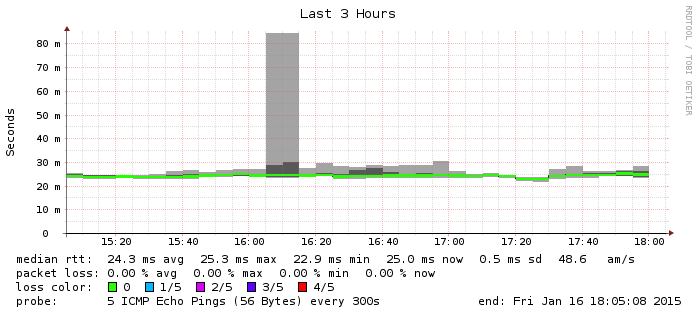 Last 3 Hours
RRDTOOL / TOBI OETIKER
Seconds
80 m
70 m
60 m
50 m
40 m
30 m
20 m
10 m
0
15:20 15:40 16:00 16:20 16:40 17:00 17:20 17:40 18:00
median rtt: 24.3 ms avg 25.3 ms max 22.9 ms min 25.0 ms now 0.5 ms sd 48.6 am/s
packet loss: 0.00 % avg 0.00 % max 0.00 % min 0.00 % now
loss color: 0 1/5 2/5 3/5 4/5
probe: 5 ICMP Echo Pings (56 Bytes) every 300s end: Fri Jan 16 18:05:08 2015